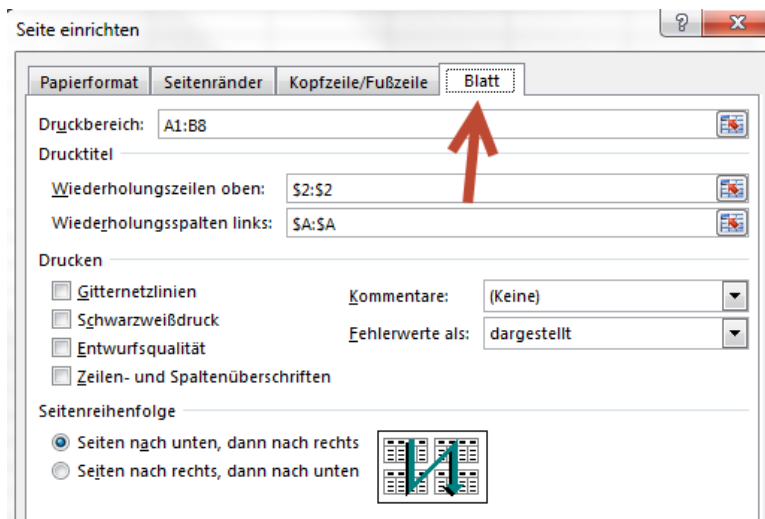 Seite einrichten
Papierformat Seitenränder Kopfzeile/Fußzeile Blatt
Druckbereich: A1:B8
Drucktitel
Wiederholungszeilen oben: $2:$2
Wiederholungsspalten links: $A:$A
Drucken
Gitternetzlinien Kommentare: (Keine)
Schwarzweißdruck
Fehlerwerte als: dargestellt
Entwurfsqualität
Zeilen- und Spaltenüberschriften
Seitenreihenfolge
Seiten nach unten, dann nach rechts
Seiten nach rechts, dann nach unten